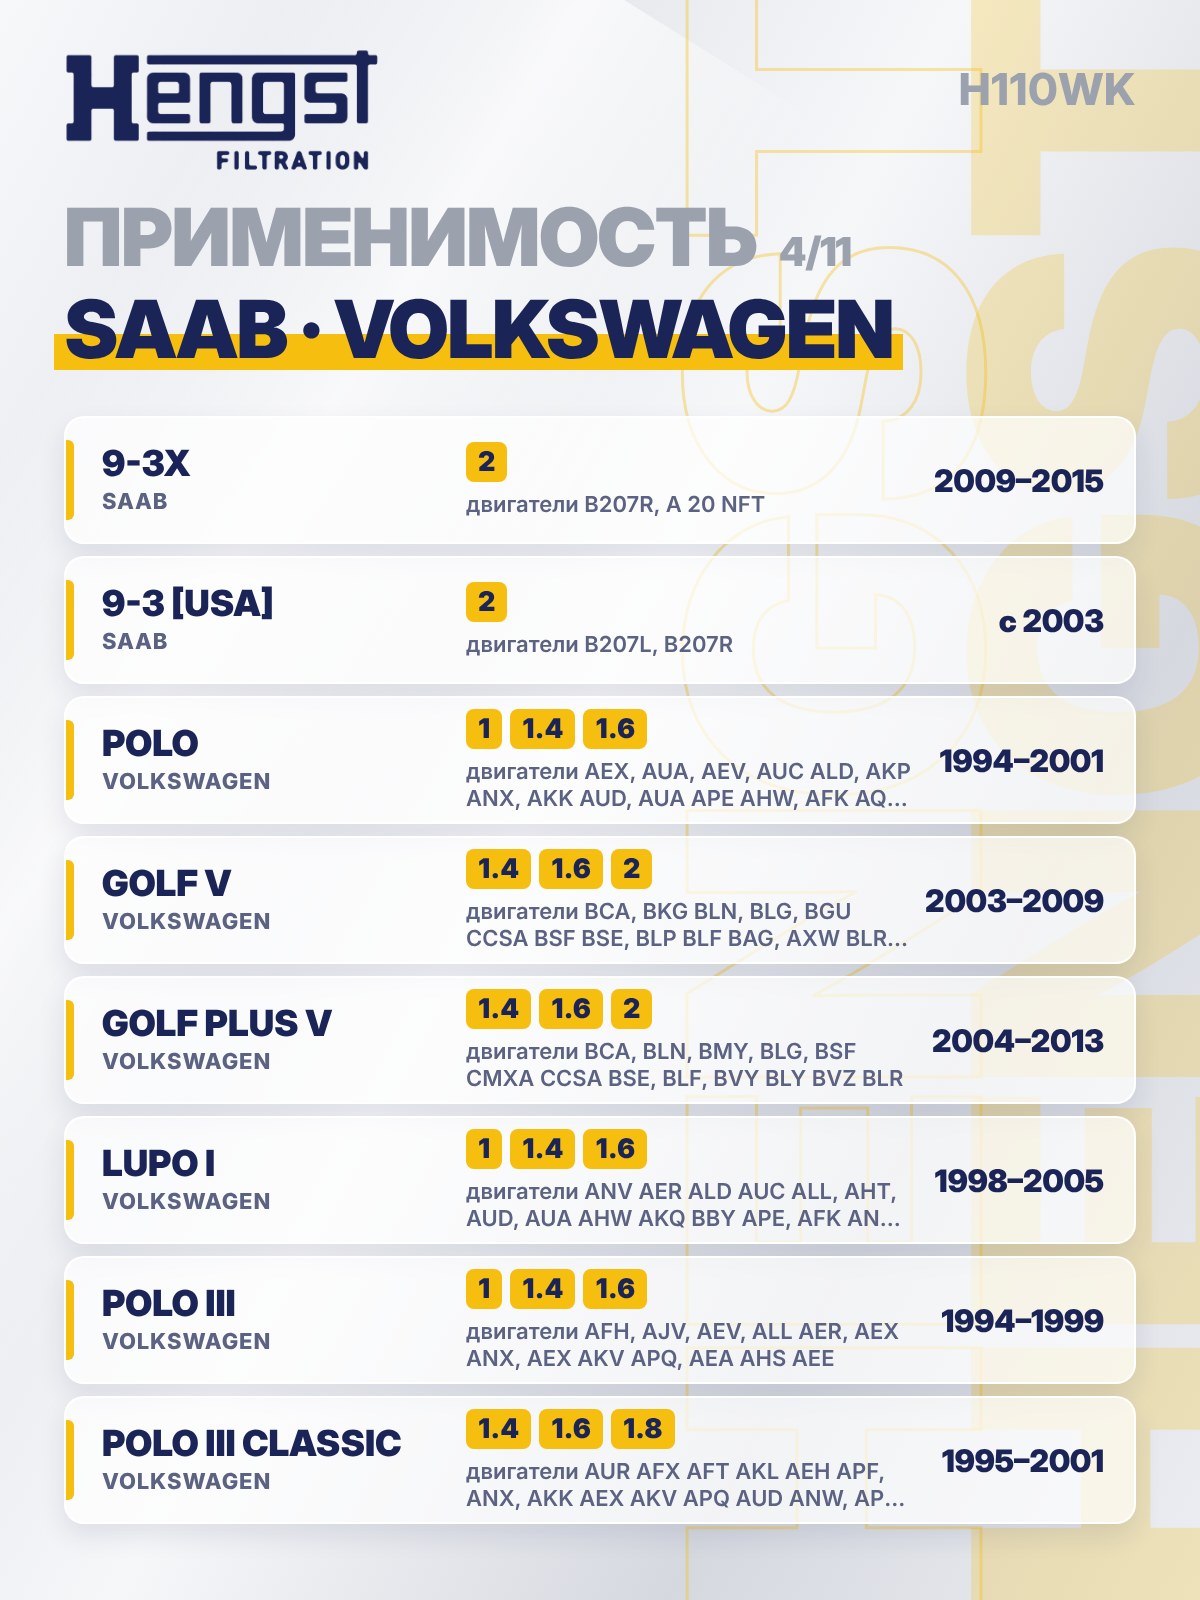 Hengst
FILTRATION
H110WK
ПРИМЕНИМОСТЬ 4/11
SAAB · VOLKSWAGEN
9-3X
SAAB
2
двигатели B207R, A 20 NFT
2009–2015
9-3 [USA]
SAAB
2
двигатели B207L, B207R
с 2003
POLO
VOLKSWAGEN
1 1.4 1.6
двигатели AEX, AUA, AEV, AUC ALD, AKP
ANX, AKK AUD, AUA APE AHW, AFK AQ...
1994–2001
GOLF V
VOLKSWAGEN
1.4 1.6 2
двигатели BCA, BKG BLN, BLG, BGU
CCSA BSF BSE, BLP BLF BAG, AXW BLR...
2003–2009
GOLF PLUS V
VOLKSWAGEN
1.4 1.6 2
двигатели BCA, BLN, BMY, BLG, BSF
CMXA CCSA BSE, BLF, BVY BLY BVZ BLR
2004–2013
LUPO I
VOLKSWAGEN
1 1.4 1.6
двигатели ANV AER ALD AUC ALL, AHT,
AUD, AUA AHW AKQ BBY APE, AFK AN...
1998–2005
POLO III
VOLKSWAGEN
1 1.4 1.6
двигатели AFH, AJV, AEV, ALL AER, AEX
ANX, AEX AKV APQ, AEA AHS AEE
1994–1999
POLO III CLASSIC
VOLKSWAGEN
1.4 1.6 1.8
двигатели AUR AFX AFT AKL AEH APF,
ANX, AKK AEX AKV APQ AUD ANW, AP...
1995–2001
HENGST
HENGST